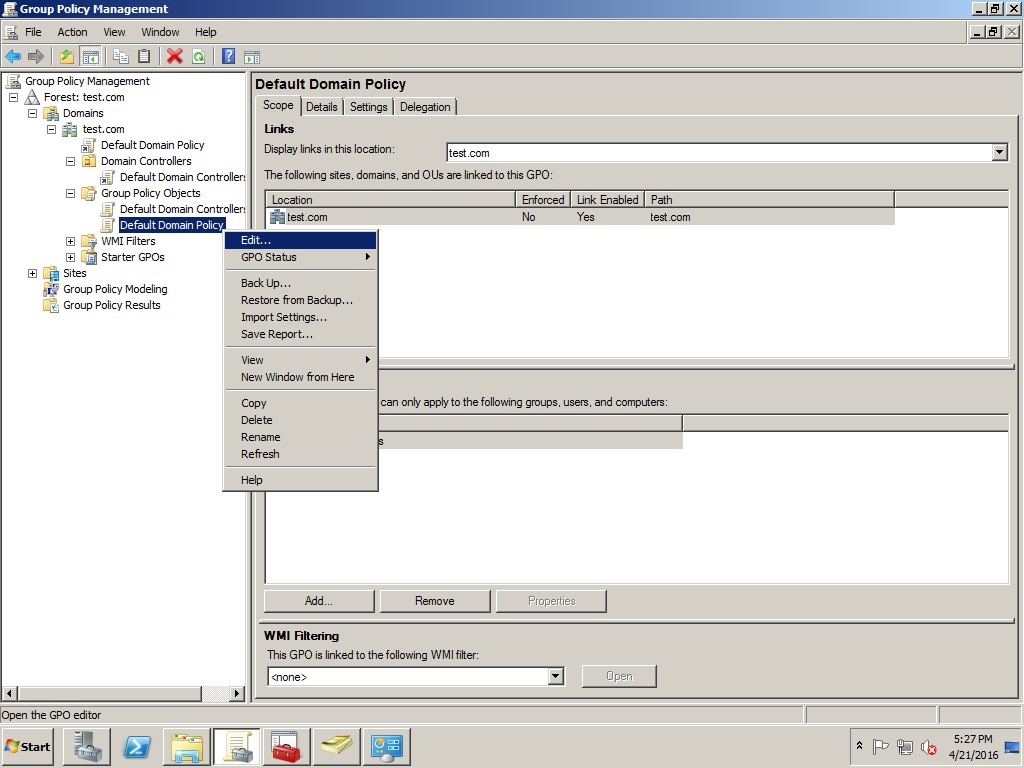 Group Policy Management
File Action View Window Help
Group Policy Management
Forest: test.com
Domains
test.com
Default Domain Policy
Domain Controllers
Default Domain Controllers
Group Policy Objects
Default Domain Controllers
Default Domain Policy
WMI Filters
Starter GPOs
Sites
Group Policy Modeling
Group Policy Results
Edit...
GPO Status
Back Up...
Restore from Backup...
Import Settings...
Save Report...
View
New Window from Here
Copy
Delete
Rename
Refresh
Help
Default Domain Policy
Scope Details Settings Delegation
Links
Display links in this location: test.com
The following sites, domains, and OUs are linked to this GPO:
Location Enforced Link Enabled Path
test.com No Yes test.com
can only apply to the following groups, users, and computers:
s
Add... Remove Properties
WMI Filtering
This GPO is linked to the following WMI filter:
<none> Open
Open the GPO editor
Start
5:27 PM
4/21/2016